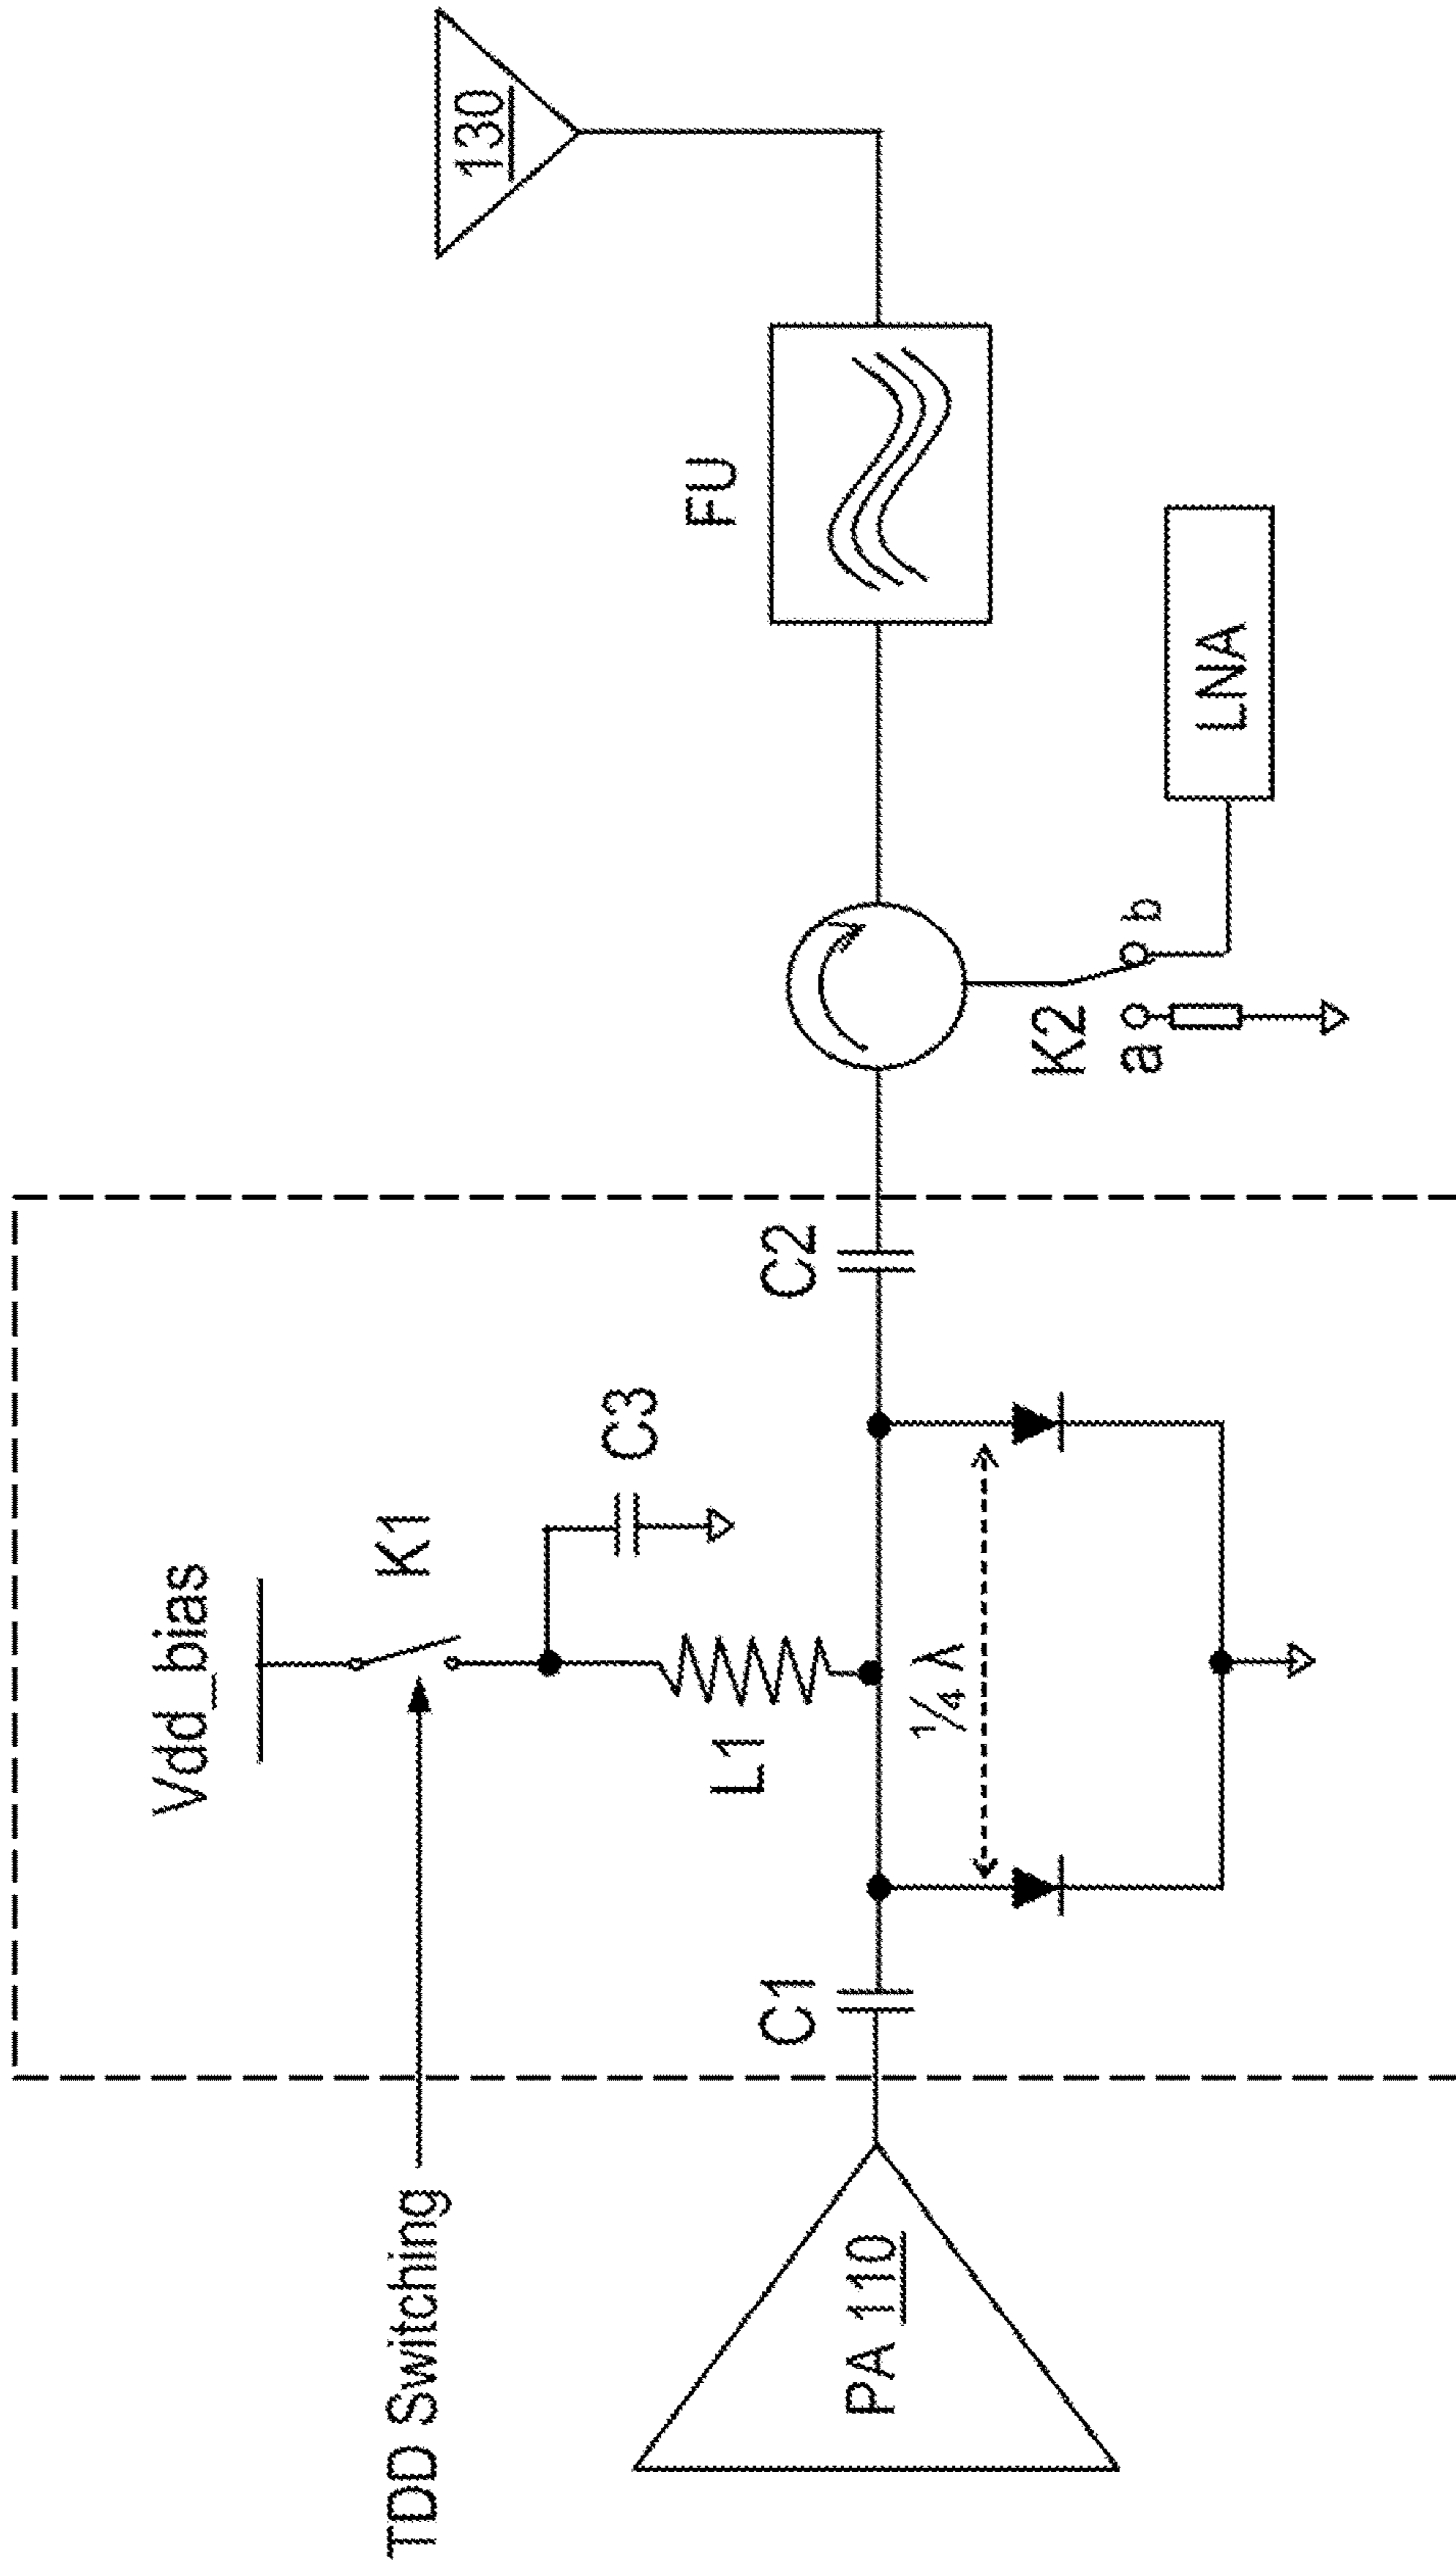 Vdd_bias
TDD Switching
K1
C3
L1
C1
C2
¼ λ
PA 110
K2
a
b
LNA
FU
130